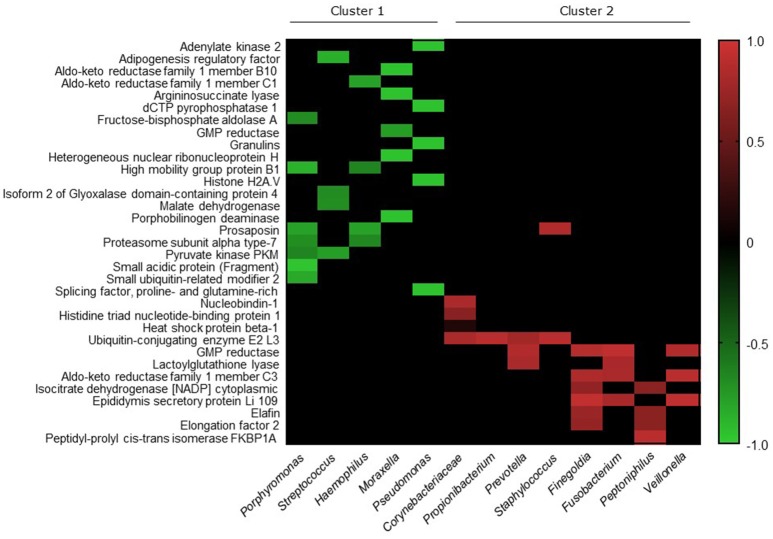 Cluster 1
Cluster 2
Adenylate kinase 2
Adipogenesis regulatory factor
Aldo-keto reductase family 1 member B10
Aldo-keto reductase family 1 member C1
Argininosuccinate lyase
dCTP pyrophosphatase 1
Fructose-bisphosphate aldolase A
GMP reductase
Granulins
Heterogeneous nuclear ribonucleoprotein H
High mobility group protein B1
Histone H2A.V
Isoform 2 of Glyoxalase domain-containing protein 4
Malate dehydrogenase
Porphobilinogen deaminase
Prosaposin
Proteasome subunit alpha type-7
Pyruvate kinase PKM
Small acidic protein (Fragment)
Small ubiquitin-related modifier 2
Splicing factor, proline- and glutamine-rich
Nucleobindin-1
Histidine triad nucleotide-binding protein 1
Heat shock protein beta-1
Ubiquitin-conjugating enzyme E2 L3
GMP reductase
Lactoylglutathione lyase
Aldo-keto reductase family 1 member C3
Isocitrate dehydrogenase [NADP] cytoplasmic
Epididymis secretory protein Li 109
Elafin
Elongation factor 2
Peptidyl-prolyl cis-trans isomerase FKBP1A
Porphyromonas
Streptococcus
Haemophilus
Moraxella
Pseudomonas
Corynebacteriaceae
Propionibacterium
Prevotella
Staphylococcus
Finegoldia
Fusobacterium
Peptoniphilus
Veillonella
1.0
0.5
0
-0.5
-1.0